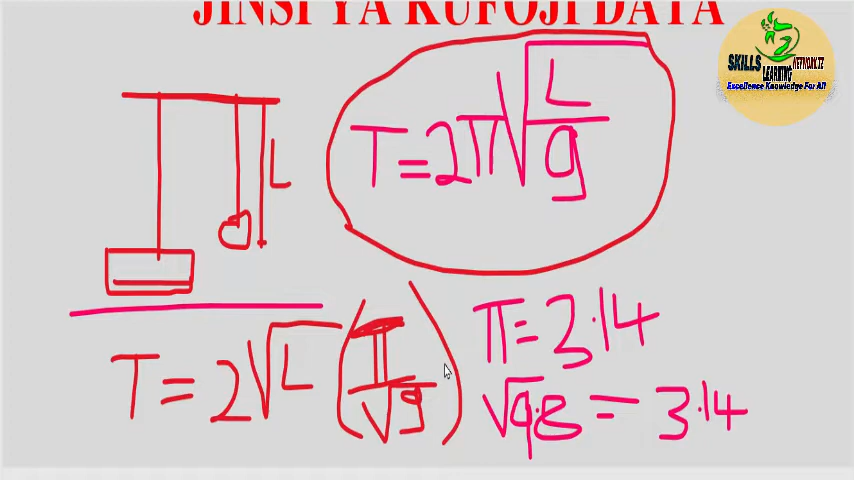 JINSI YA KUFOJI DATA
SKILLS
LEARNING
NETWORK.TZ
Excellence Knowledge For All
L
T=2π√(L/g)
T=2√L(π/√g)
π=3.14
√9.8=3.14